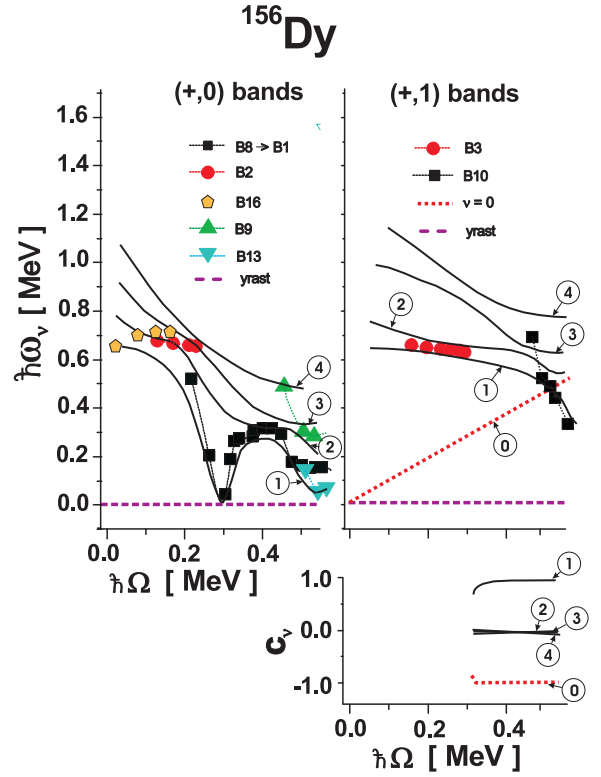 ¹⁵⁶Dy
(+,0) bands
(+,1) bands
ħω_ν [ MeV ]
1.6
1.4
1.2
1.0
0.8
0.6
0.4
0.2
0.0
B8 → B1
B2
B16
B9
B13
yrast
B3
B10
ν = 0
yrast
4
3
2
1
2
4
3
1
0
0.0 0.2 0.4
ħΩ [ MeV ]
c_ν
1.0
0.0
-1.0
1
2
3
4
0
0.0 0.2 0.4
ħΩ [ MeV ]